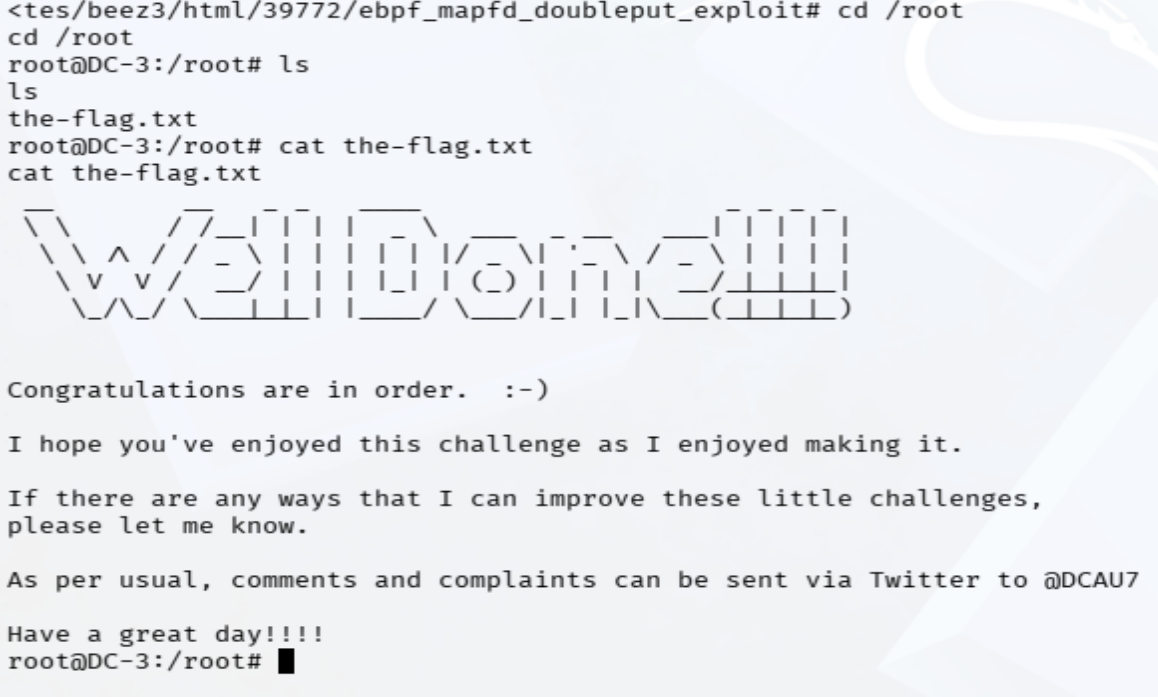 <tes/beez3/html/39772/ebpf_mapfd_doubleput_exploit# cd /root
cd /root
root@DC-3:/root# ls
ls
the-flag.txt
root@DC-3:/root# cat the-flag.txt
cat the-flag.txt
Well Done!!!
Congratulations are in order.  :-)
I hope you've enjoyed this challenge as I enjoyed making it.
If there are any ways that I can improve these little challenges,
please let me know.
As per usual, comments and complaints can be sent via Twitter to @DCAU7
Have a great day!!!!
root@DC-3:/root#